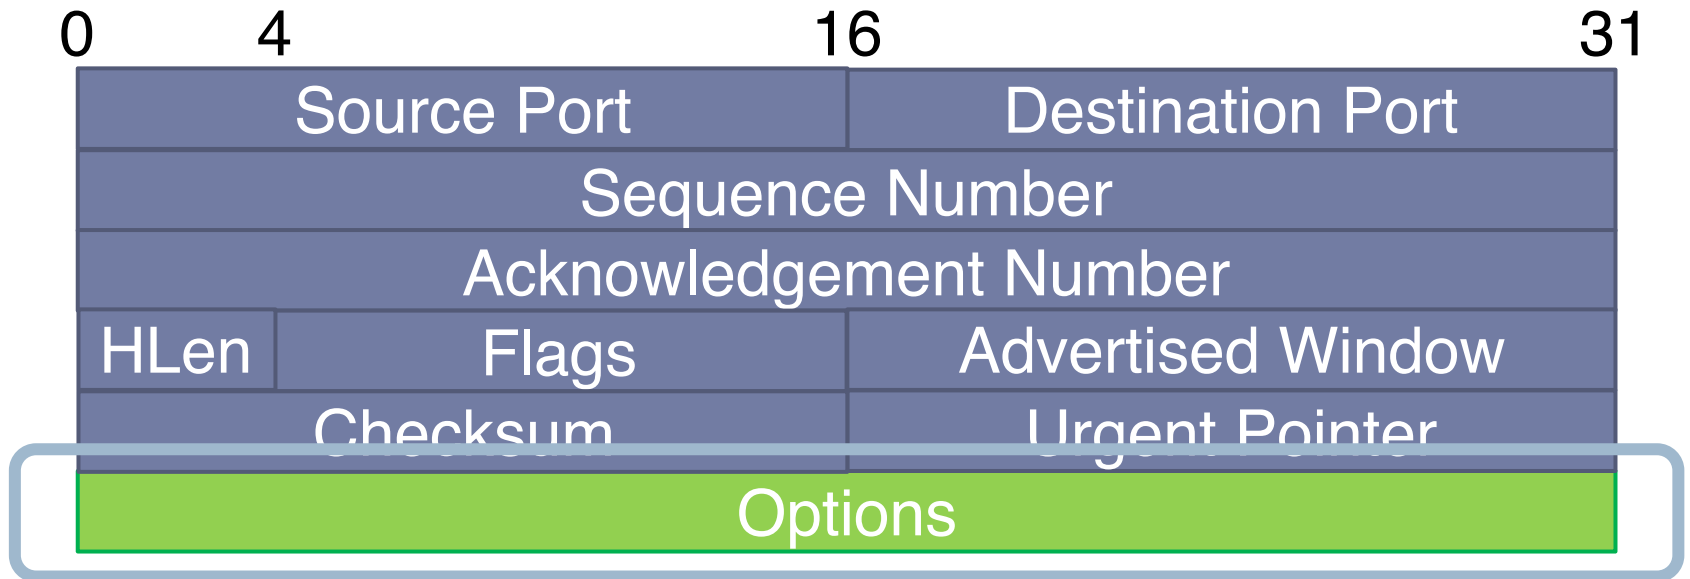 0 4 16 31
Source Port Destination Port
Sequence Number
Acknowledgement Number
HLen Flags Advertised Window
Checksum Urgent Pointer
Options